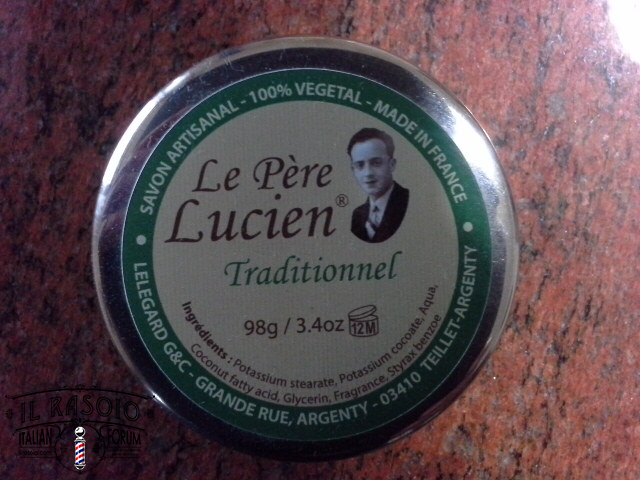 SAVON ARTISANAL - 100% VEGETAL - MADE IN FRANCE
Le Père
Lucien®
Traditionnel
98g / 3.4oz 12M
Ingrédients : Potassium stearate, Potassium cocoate, Aqua,
Coconut fatty acid, Glycerin, Fragrance, Styrax benzoe
LELEGARD G&C - GRANDE RUE, ARGENTY - 03410 TEILLET-ARGENTY
IL RASOIO
ITALIAN FORUM